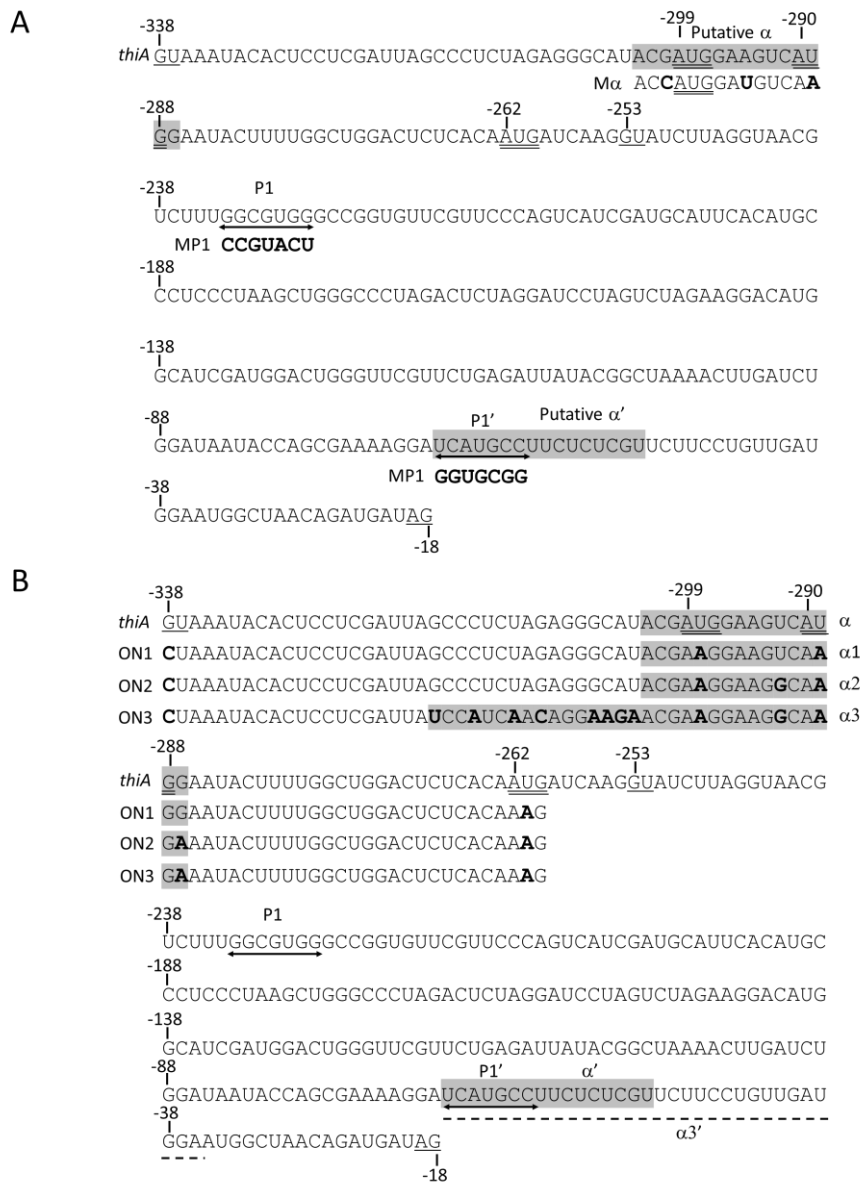 A
-338 -299 Putative α -290
thiA GUAAAUACACUCCUCGAUUAGCCCUCUAGAGGGCAUACGAUGGAAGUCAU
Mα ACCAUGGAUGUCAA
-288 -262 -253
GGAAUACUUUUGGCUGGACUCUCACAAUGAUCAAGGUAUCUUAGGUAACG
-238 P1
UCUUUGGCGUGGGCCGGUGUUCGUUCCCAGUCAUCGAUGCAUUCACAUGC
MP1 CCGUACU
-188
CCUCCCUAAGCUGGGCCCUAGACUCUAGGAUCCUAGUCUAGAAGGACAUG
-138
GCAUCGAUGGACUGGGUUCGUUCUGAGAUUAUACGGCUAAAACUUGAUCU
-88 P1’ Putative α’
GGAUAAUACCAGCGAAAAGGAUCAUGCCUUCUCUCGUUCUUCCUGUUGAU
MP1 GGUGCGG
-38
GGAAUGGCUAACAGAUGAUAG
-18
B
-338 -299 -290
thiA GUAAAUACACUCCUCGAUUAGCCCUCUAGAGGGCAUACGAUGGAAGUCAU α
ON1 CUAAAUACACUCCUCGAUUAGCCCUCUAGAGGGCAUACGAAGGAAGUCAA α1
ON2 CUAAAUACACUCCUCGAUUAGCCCUCUAGAGGGCAUACGAAGGAAGGCAA α2
ON3 CUAAAUACACUCCUCGAUUAUCCAUCAACAGGAAGAACGAAGGAAGGCAA α3
-288 -262 -253
thiA GGAAUACUUUUGGCUGGACUCUCACAAUGAUCAAGGUAUCUUAGGUAACG
ON1 GGAAUACUUUUGGCUGGACUCUCACAAAG
ON2 GAAAUACUUUUGGCUGGACUCUCACAAAG
ON3 GAAAUACUUUUGGCUGGACUCUCACAAAG
-238 P1
UCUUUGGCGUGGGCCGGUGUUCGUUCCCAGUCAUCGAUGCAUUCACAUGC
-188
CCUCCCUAAGCUGGGCCCUAGACUCUAGGAUCCUAGUCUAGAAGGACAUG
-138
GCAUCGAUGGACUGGGUUCGUUCUGAGAUUAUACGGCUAAAACUUGAUCU
-88 P1’ α’
GGAUAAUACCAGCGAAAAGGAUCAUGCCUUCUCUCGUUCUUCCUGUUGAU
-38 α3’
GGAAUGGCUAACAGAUGAUAG
-18